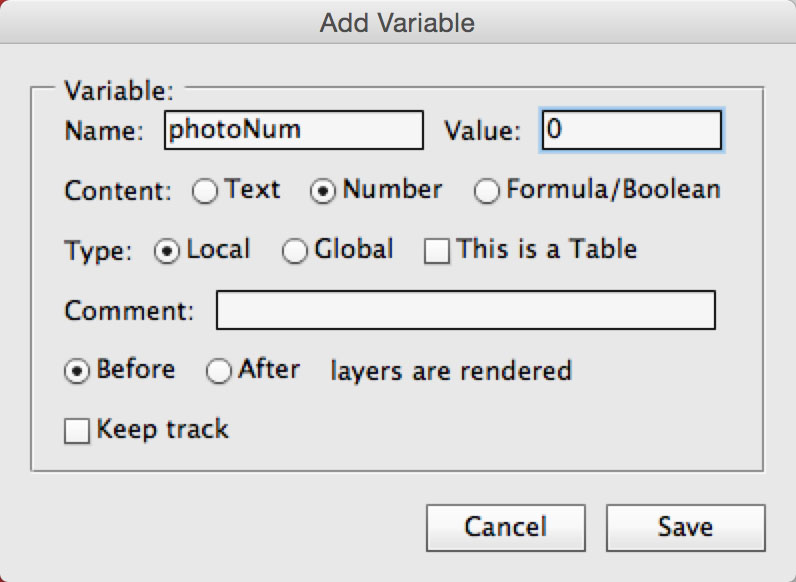 Add Variable
Variable:
Name: photoNum Value: 0
Content: Text Number Formula/Boolean
Type: Local Global This is a Table
Comment:
Before After layers are rendered
Keep track
Cancel Save